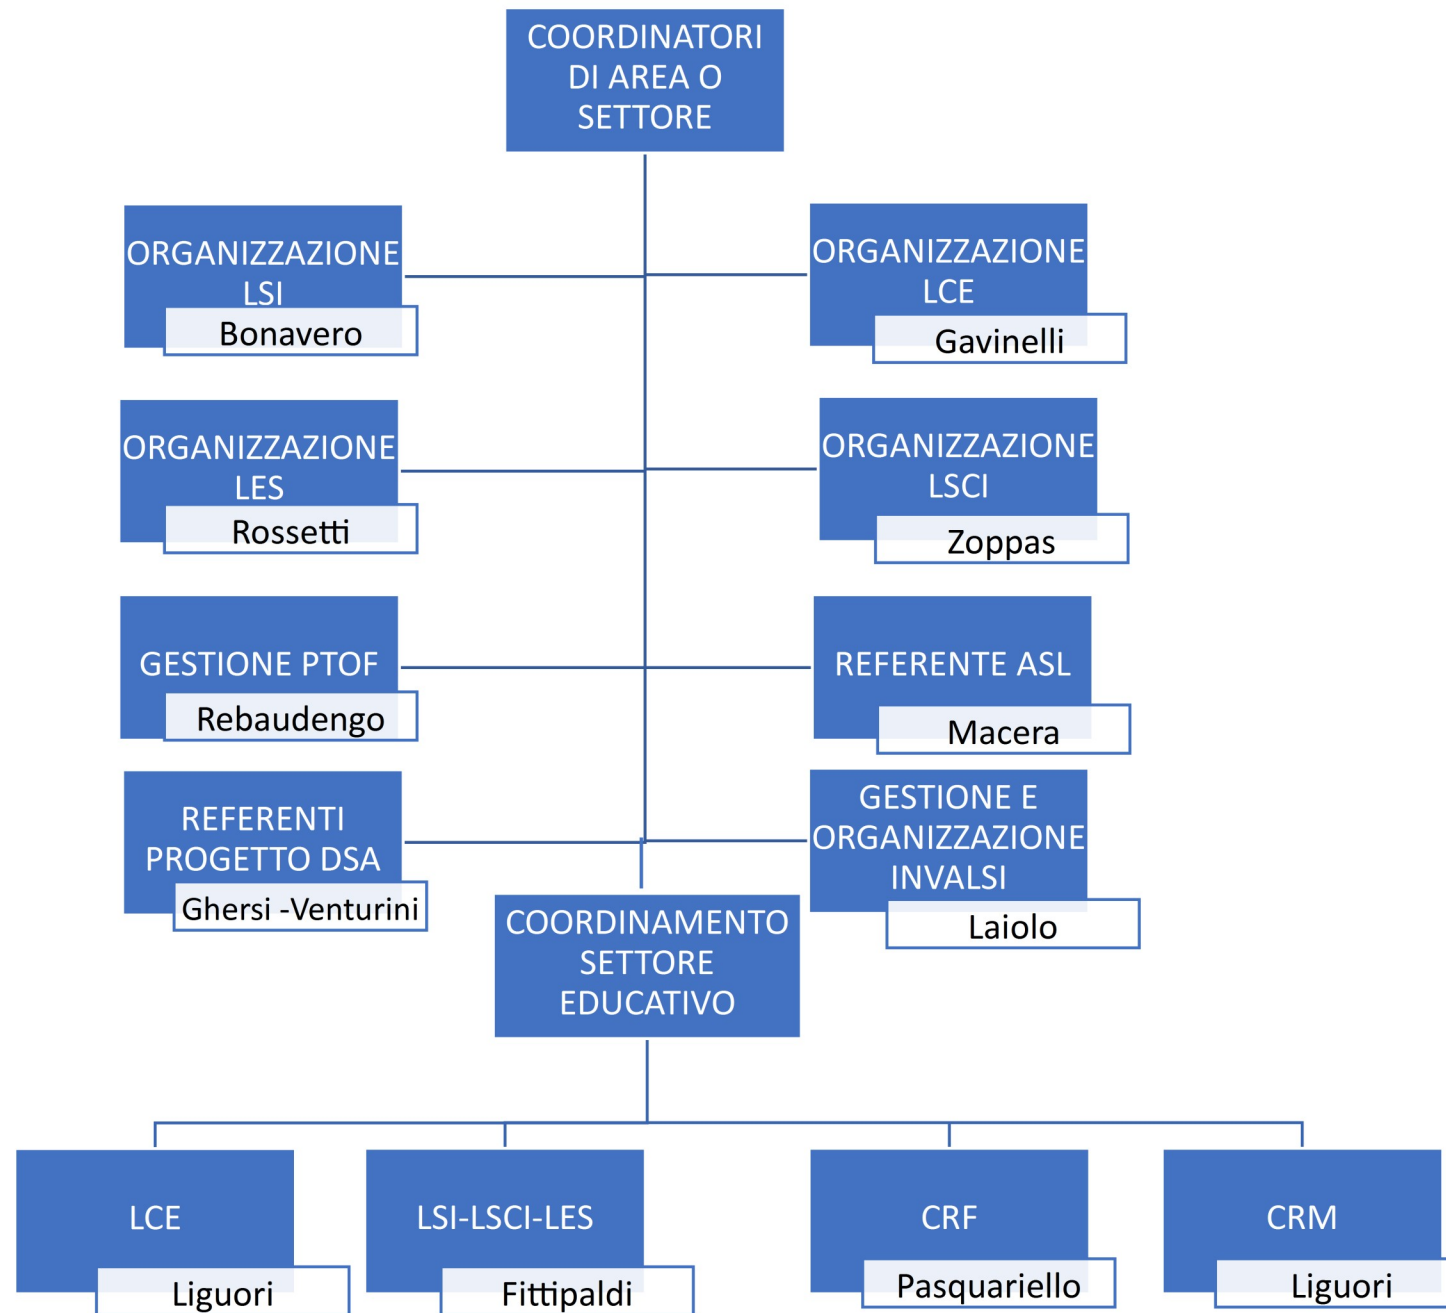 COORDINATORI
DI AREA O
SETTORE
ORGANIZZAZIONE
LSI
Bonavero
ORGANIZZAZIONE
LCE
Gavinelli
ORGANIZZAZIONE
LES
Rossetti
ORGANIZZAZIONE
LSCI
Zoppas
GESTIONE PTOF
Rebaudengo
REFERENTE ASL
Macera
REFERENTI
PROGETTO DSA
Ghersi -Venturini
GESTIONE E
ORGANIZZAZIONE
INVALSI
Laiolo
COORDINAMENTO
SETTORE
EDUCATIVO
LCE
Liguori
LSI-LSCI-LES
Fittipaldi
CRF
Pasquariello
CRM
Liguori